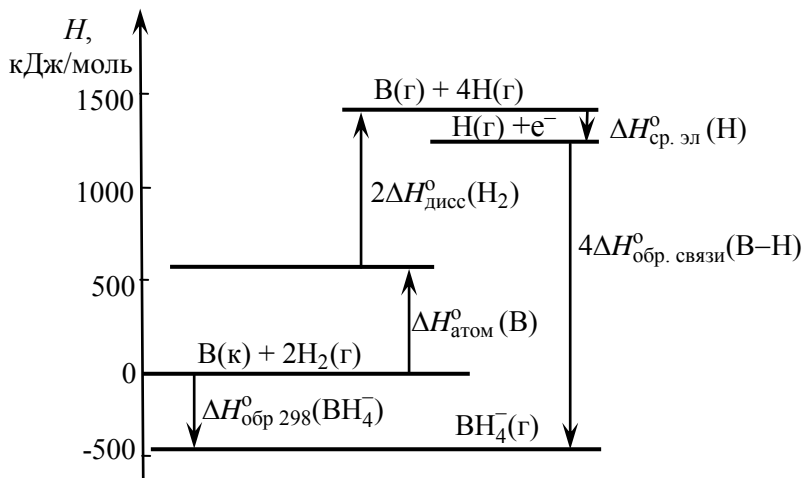 H,
кДж/моль
1500
B(г) + 4H(г)
H(г) +e⁻
ΔH°ср. эл (H)
1000
2ΔH°дисс(H₂)
4ΔH°обр. связи(B–H)
500
ΔH°атом (B)
B(к) + 2H₂(г)
0
ΔH°обр 298(BH₄⁻)
BH₄⁻(г)
-500